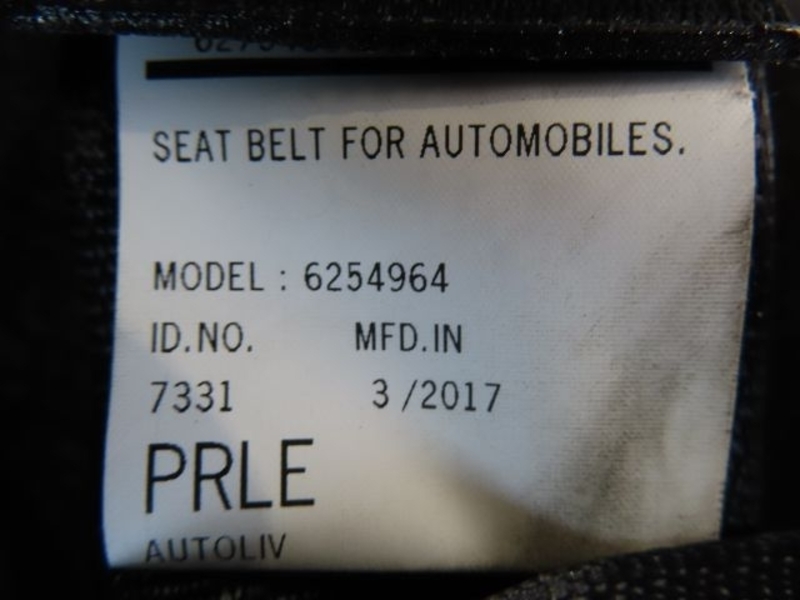 SEAT BELT FOR AUTOMOBILES.
MODEL : 6254964
ID.NO. MFD.IN
7331 3 /2017
PRLE
AUTOLIV